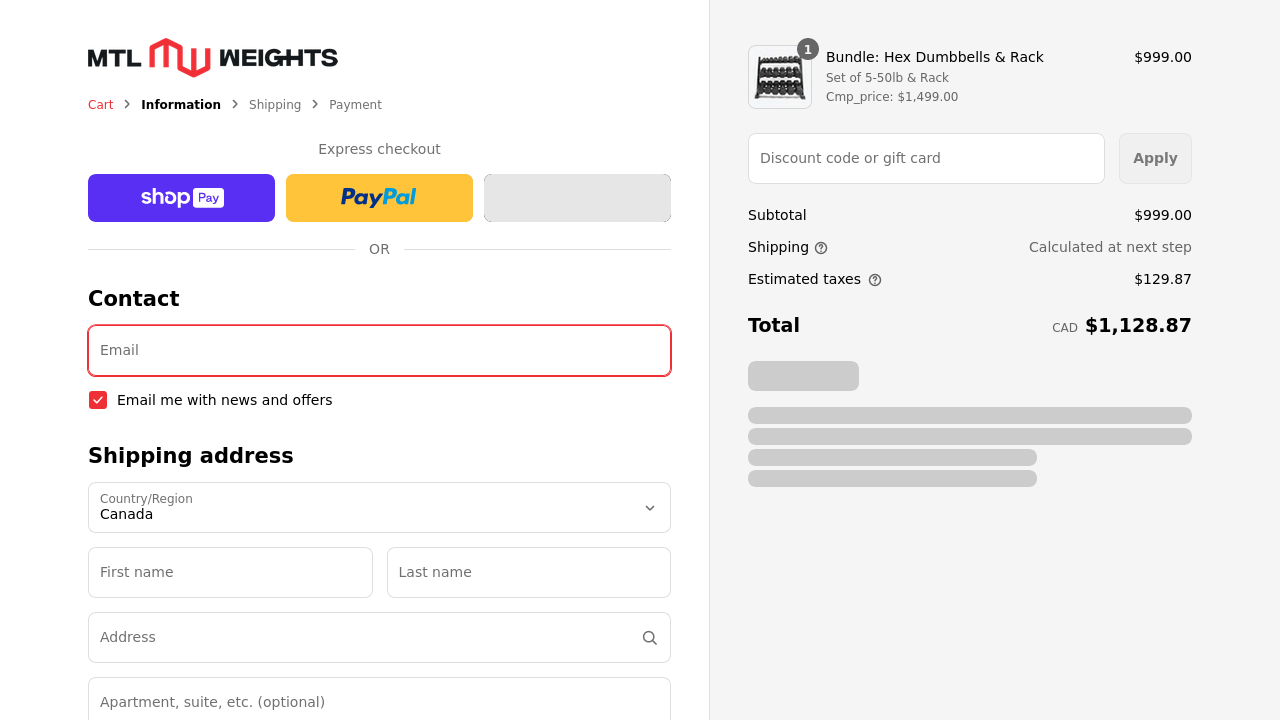 MTL WEIGHTS
Cart > Information > Shipping > Payment
Express checkout
shop Pay
PayPal
OR
Contact
Email
Email me with news and offers
Shipping address
Country/Region
Canada
First name
Last name
Address
Apartment, suite, etc. (optional)
1
Bundle: Hex Dumbbells & Rack $999.00
Set of 5-50lb & Rack
Cmp_price: $1,499.00
Discount code or gift card
Apply
Subtotal $999.00
Shipping Calculated at next step
Estimated taxes $129.87
Total CAD $1,128.87